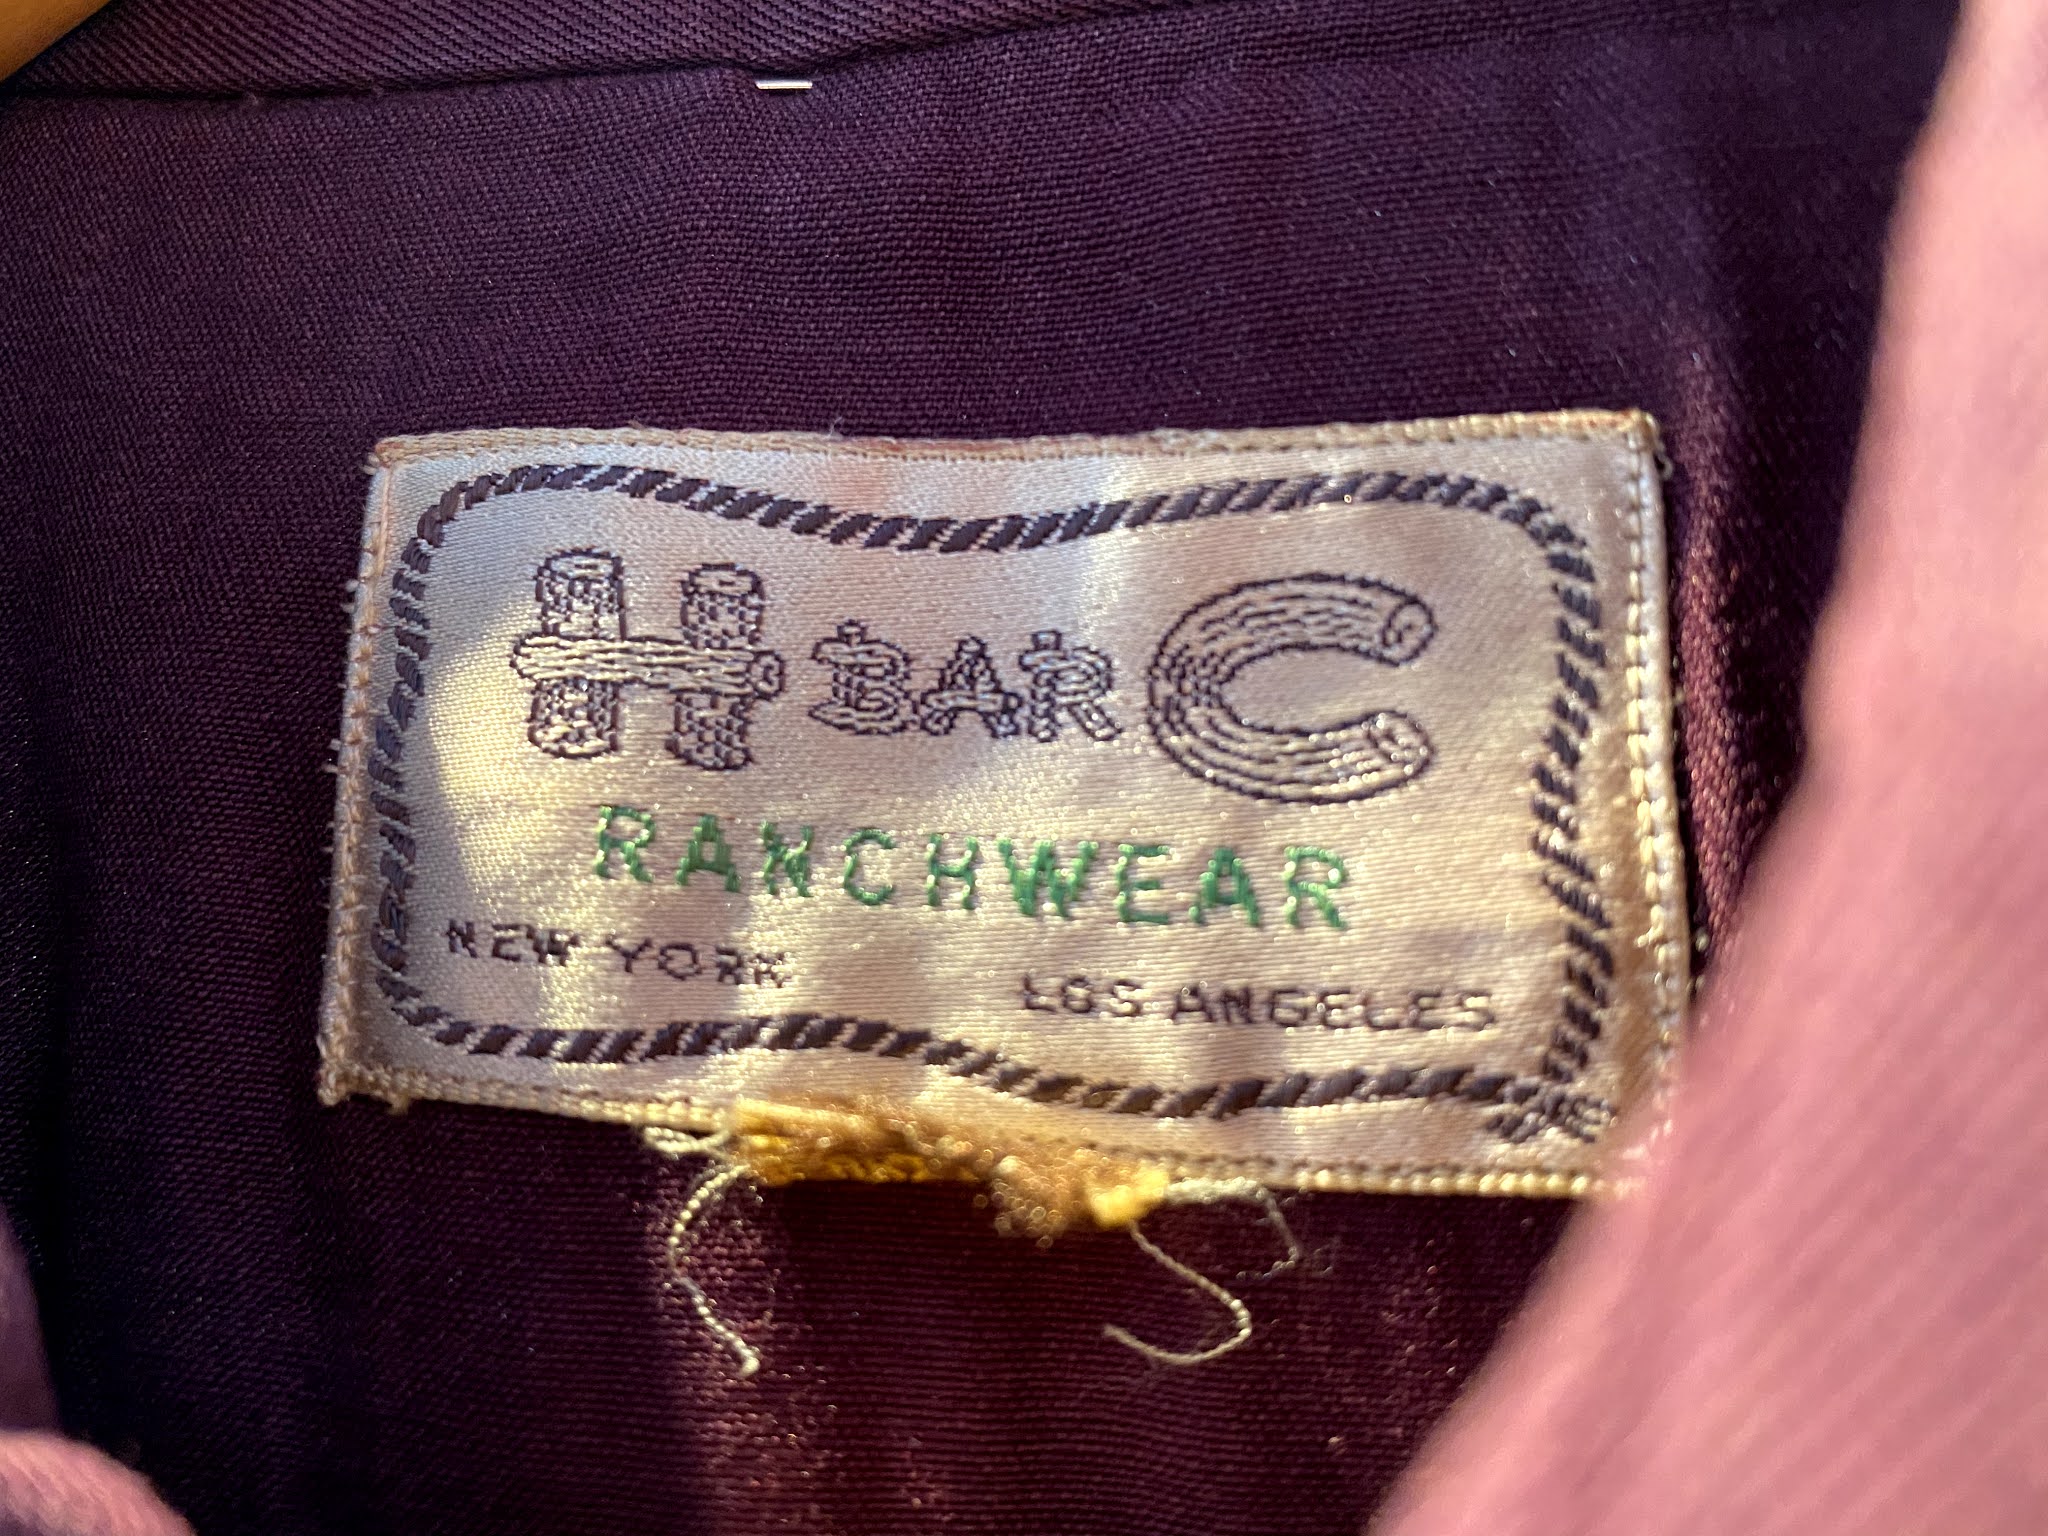 H BAR C
RANCHWEAR
NEW YORK
LOS ANGELES